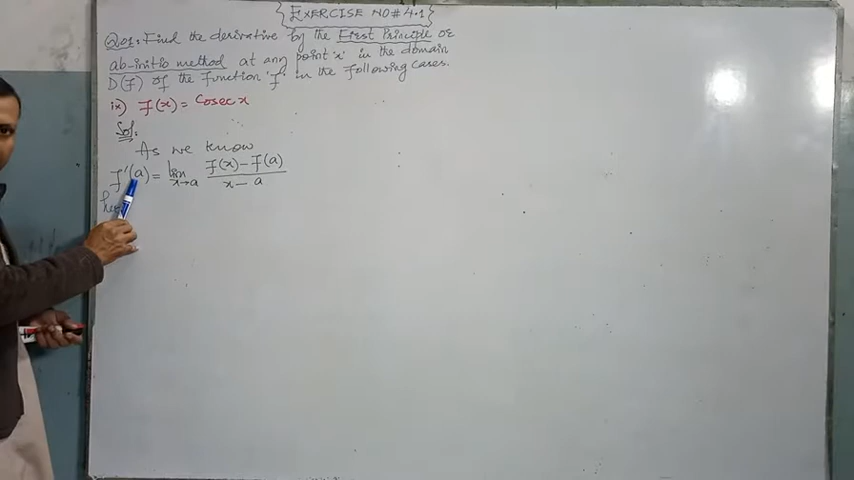 EXERCISE NO# 4.1
Q.01. Find the derivative by the First Principle or
ab-initio method at any point 'x' in the domain
D(f) of the function 'f' in the following cases.
ix) f(x) = Cosec x
Sol.
As we know
f'(a) = lim x→a f(x) − f(a) / x − a